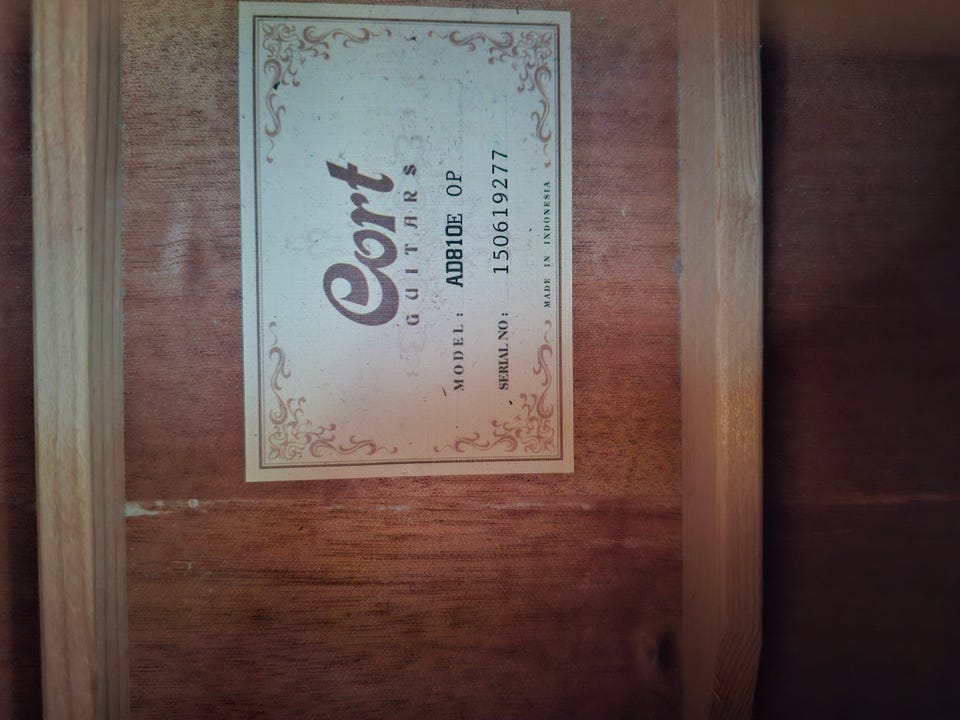 Cort
GUITARS
MODEL: AD810E OP
SERIAL NO: 150619277
MADE IN INDONESIA